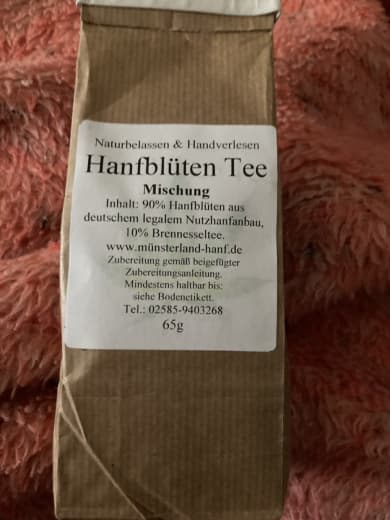 Naturbelassen & Handverlesen
Hanfblüten Tee
Mischung
Inhalt: 90% Hanfblüten aus
deutschem legalem Nutzhanfanbau,
10% Brennesseltee.
www.münsterland-hanf.de
Zubereitung gemäß beigefügter
Zubereitungsanleitung.
Mindestens haltbar bis:
siehe Bodenetikett.
Tel.: 02585-9403268
65g